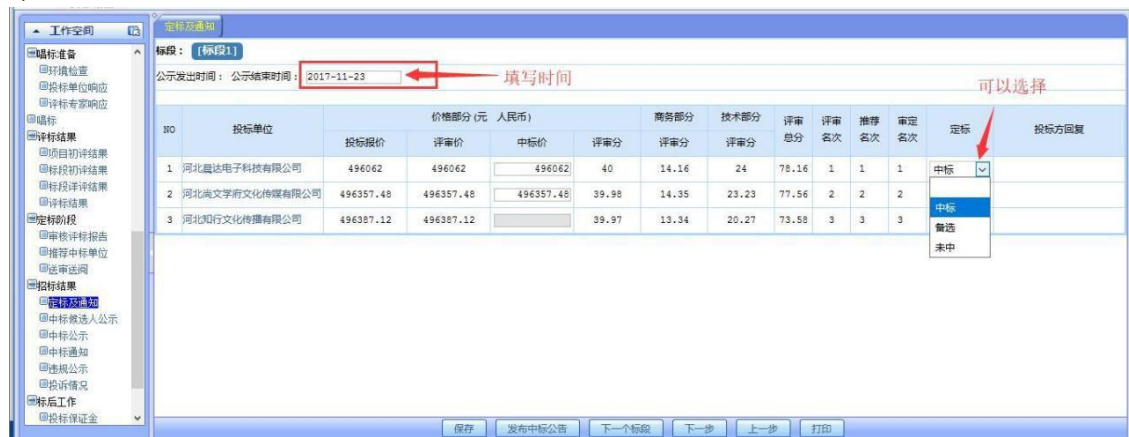 工作空间
唱标准备
环境检查
投标单位响应
评标专家响应
唱标
评标结果
项目初评结果
标段初评结果
标段详评结果
评标结果
定标阶段
审核评标报告
推荐中标单位
送审送阅
招标结果
定标及通知
中标候选人公示
中标公示
中标通知
违规公示
投诉情况
标后工作
投标保证金
定标及通知
标段： [标段1]
公示发出时间： 公示结束时间： 2017-11-23 填写时间
可以选择
NO 投标单位 价格部分(元 人民币) 商务部分 技术部分 评审总分 评审名次 推荐名次 审定名次 定标 投标方回复
投标报价 评审价 中标价 评审分 评审分 评审分
1 河北晨达电子科技有限公司 496062 496062 496062 40 14.16 24 78.16 1 1 1 中标
2 河北尚文学府文化传媒有限公司 496357.48 496357.48 496357.48 39.98 14.35 23.23 77.56 2 2 2
3 河北知行文化传播有限公司 496387.12 496387.12 39.97 13.34 20.27 73.58 3 3 3
中标
备选
未中
保存 发布中标公告 下一个标段 下一步 上一步 打印